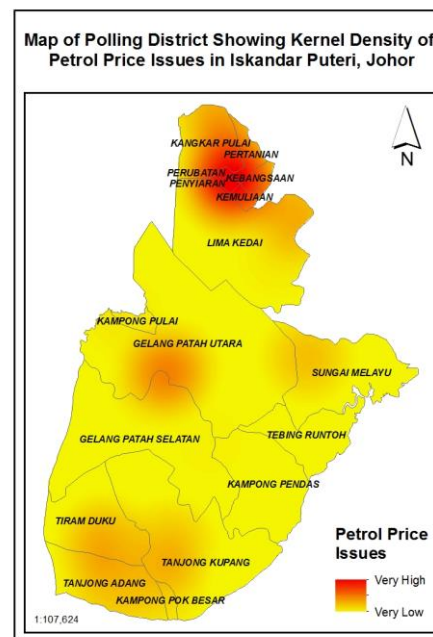 Map of Polling District Showing Kernel Density of
Petrol Price Issues in Iskandar Puteri, Johor
N
KANGKAR PULAI
PERTANIAN
PERUBATAN
KEBANGSAAN
PENYIARAN
KEMULIAAN
LIMA KEDAI
KAMPONG PULAI
GELANG PATAH UTARA
SUNGAI MELAYU
TEBING RUNTOH
GELANG PATAH SELATAN
KAMPONG PENDAS
TIRAM DUKU
TANJONG KUPANG
TANJONG ADANG
KAMPONG POK BESAR
Petrol Price
Issues
Very High
Very Low
1:107,624